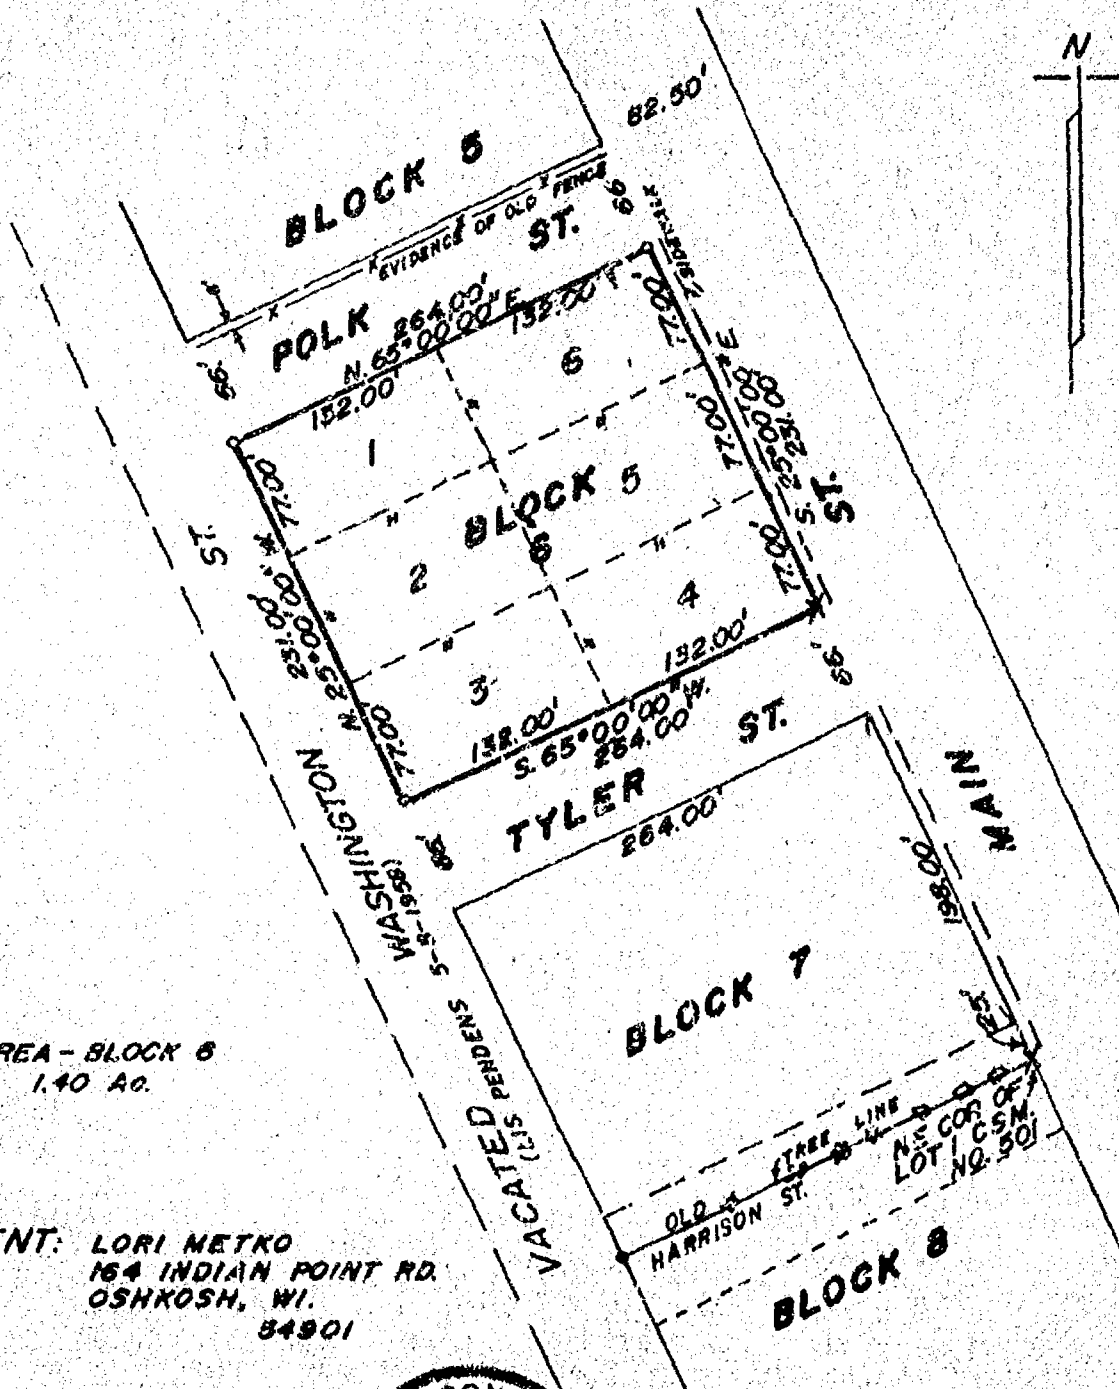 N
82.50'
BLOCK 5
EVIDENCE OF OLD FENCE
66'
SIDEWALK
POLK ST.
264.00'
N. 65°00'00" E.
132.00'
132.00'
66'
77.00'
77.00'
77.00'
S. 25°00'00" E.
231.00'
1
6
2
5
3
4
BLOCK 6
77.00'
77.00'
N. 25°00'00" W.
231.00'
132.00'
132.00'
S. 65°00'00" W.
264.00'
66'
66'
TYLER ST.
264.00'
MAIN ST.
198.00'
WASHINGTON ST.
VACATED
(LIS PENDENS 5-5-1958)
BLOCK 7
25'
OLD TREE LINE
HARRISON ST.
N.E. COR OF
LOT 1 C.S.M.
NO. 501
BLOCK 8
REA - BLOCK 6
1.40 Ac.
ENT: LORI METKO
164 INDIAN POINT RD.
OSHKOSH, WI.
54901